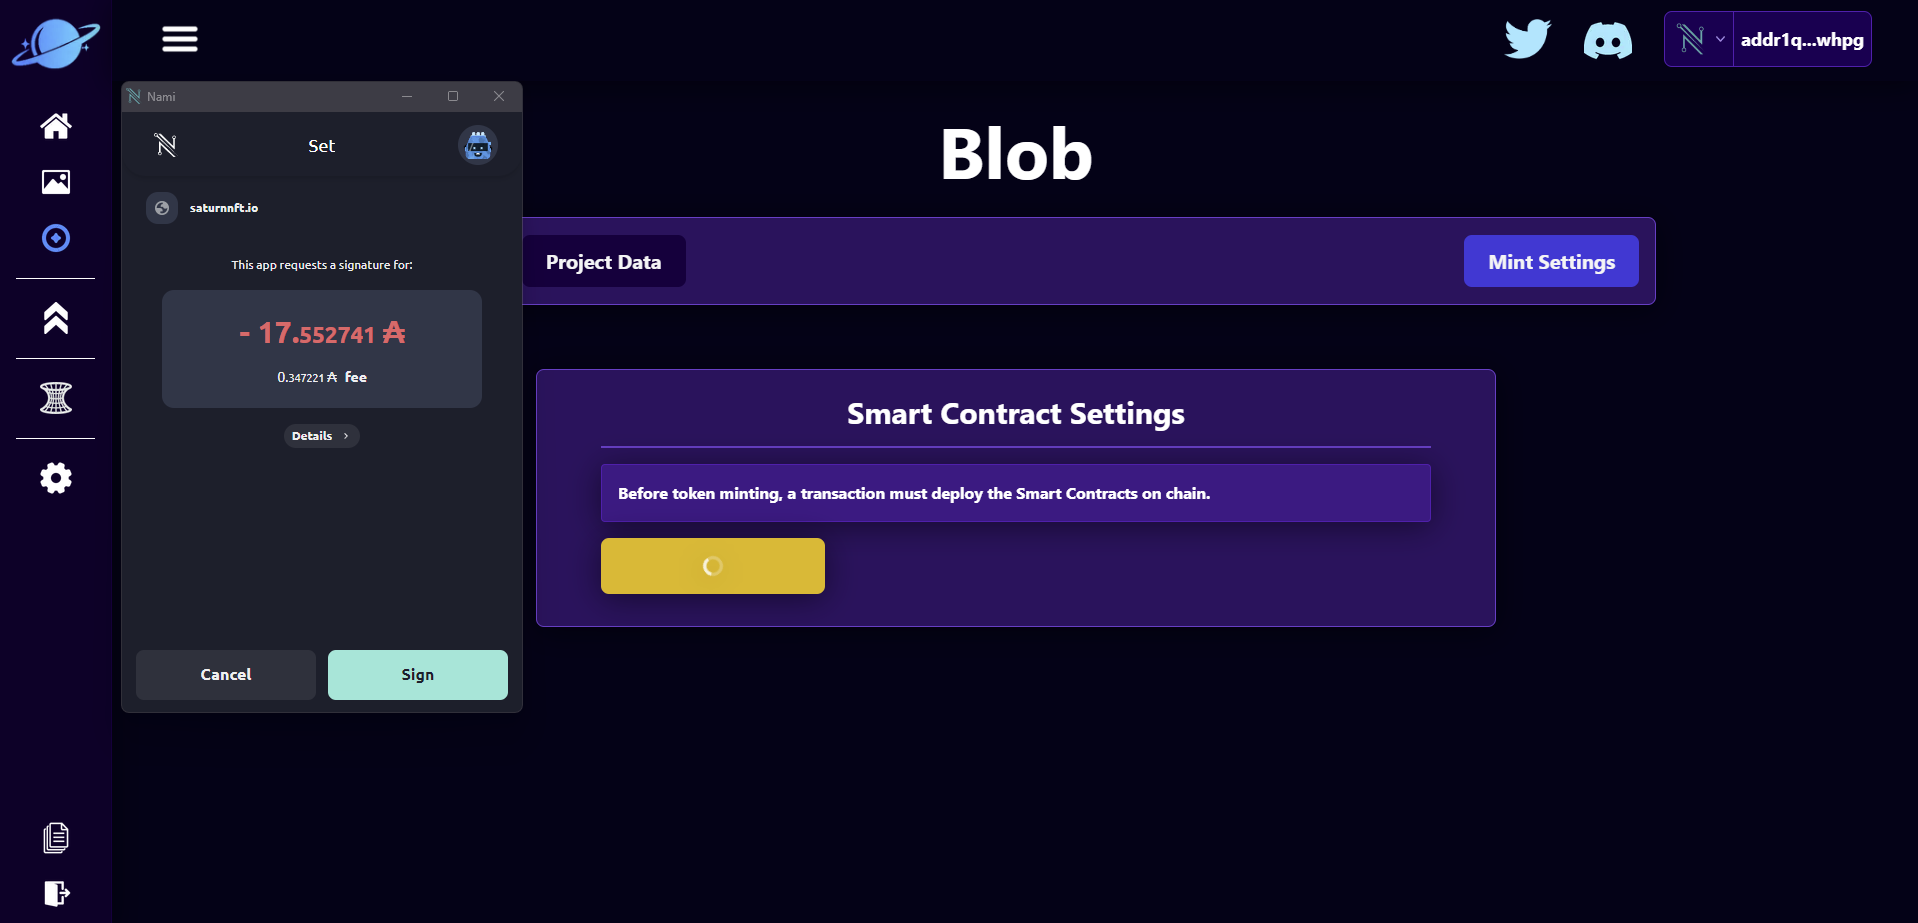 addr1q...whpg
Nami
Set
saturnnft.io
This app requests a signature for:
- 17.552741 ₳
0.347221 ₳ fee
Details
Cancel
Sign
Blob
Project Data
Mint Settings
Smart Contract Settings
Before token minting, a transaction must deploy the Smart Contracts on chain.